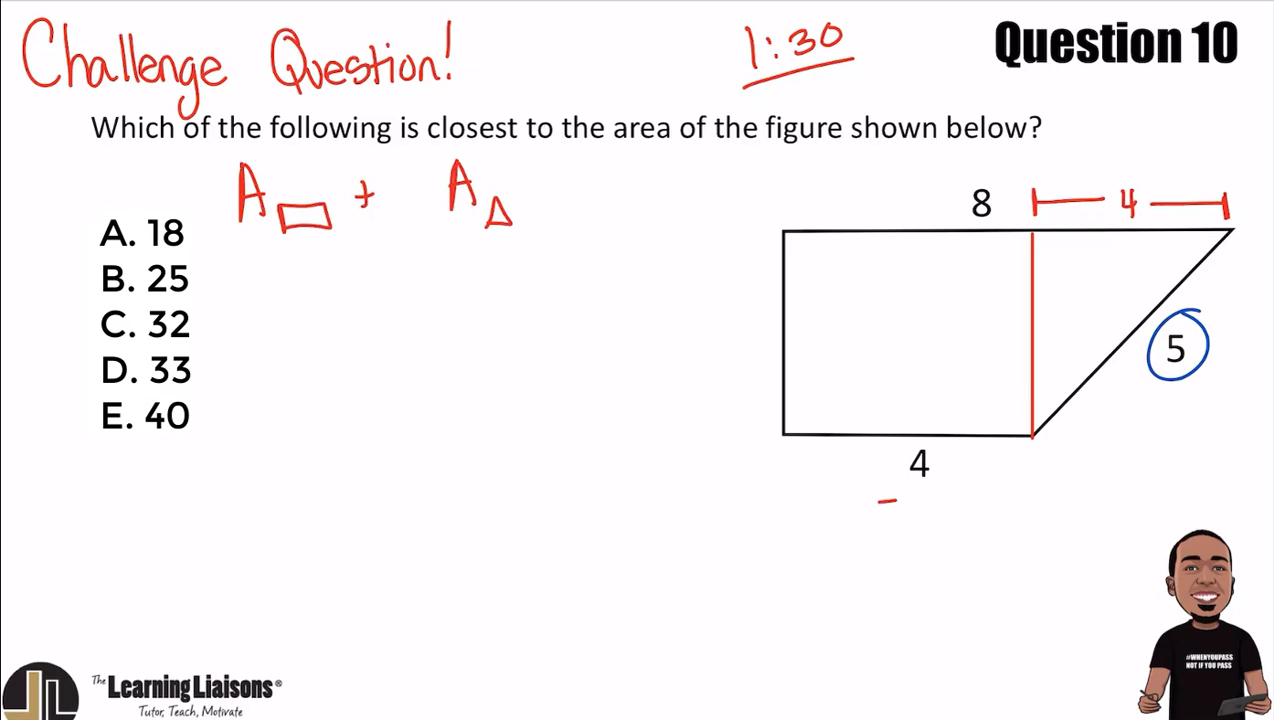 Challenge Question!
1:30
Question 10
Which of the following is closest to the area of the figure shown below?
A + A
A. 18
B. 25
C. 32
D. 33
E. 40
8
4
5
4
-
#WHENYOUPASS
NOT IF YOU PASS
The Learning Liaisons®
Tutor, Teach, Motivate